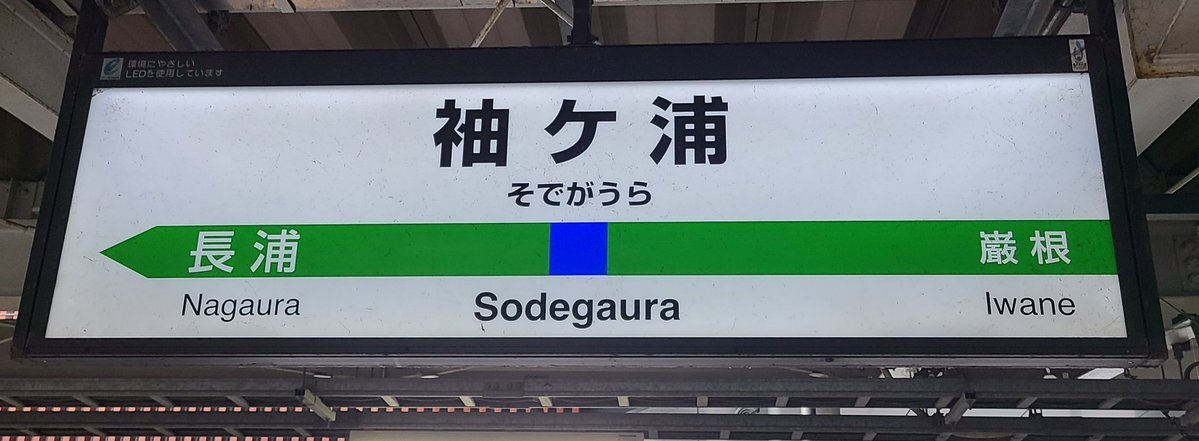 環境にやさしい
LEDを使用しています
袖ケ浦
そでがうら
長浦 巌根
Nagaura Sodegaura Iwane